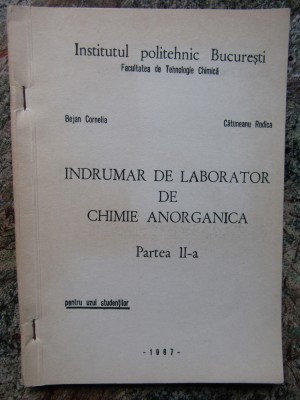 Institutul politehnic Bucureşti
Facultatea de Tehnologie Chimică
Bejan Cornelia Cătuneanu Rodica
INDRUMAR DE LABORATOR
DE
CHIMIE ANORGANICA
Partea II-a
pentru uzul studenţilor
-1987-